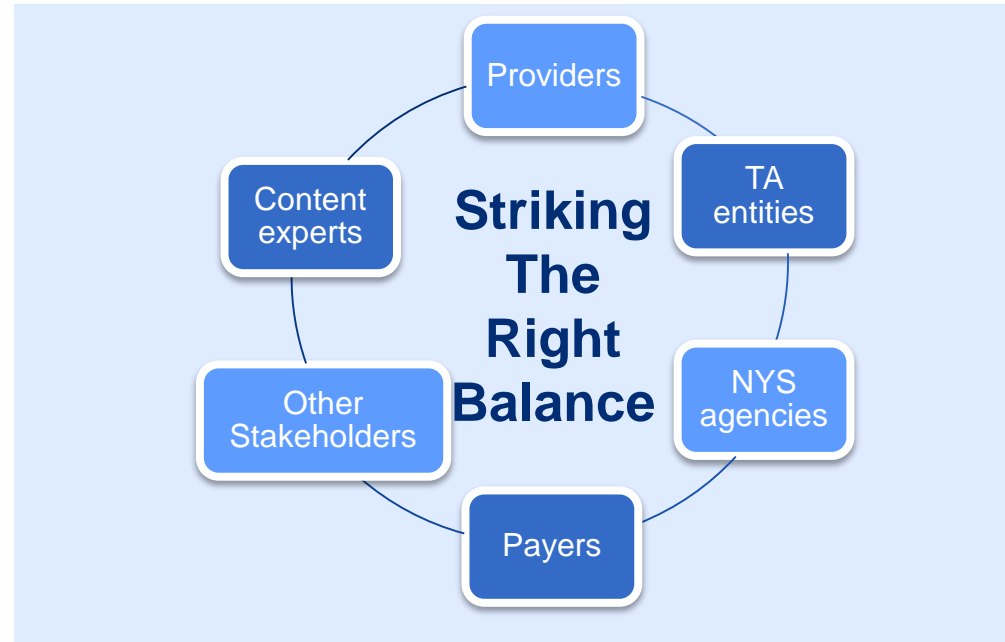 Providers
TA
entities
NYS
agencies
Payers
Other
Stakeholders
Content
experts
Striking
The
Right
Balance